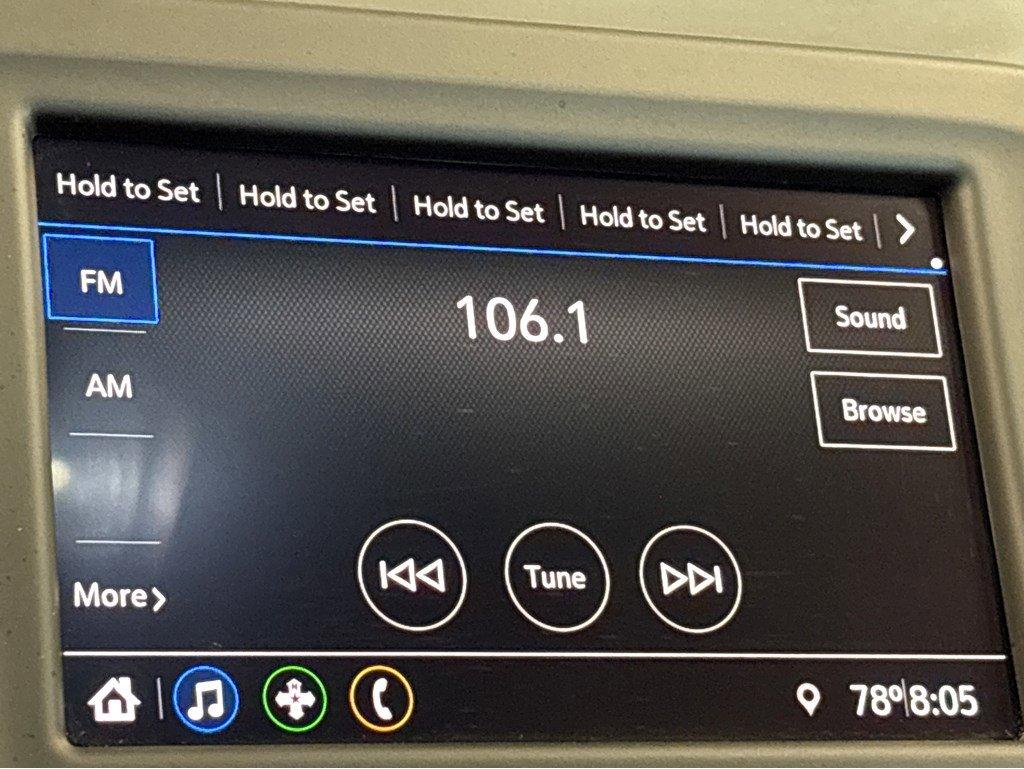 Hold to Set | Hold to Set | Hold to Set | Hold to Set | Hold to Set |
FM
106.1
Sound
AM
Browse
Tune
More
78º|8:05